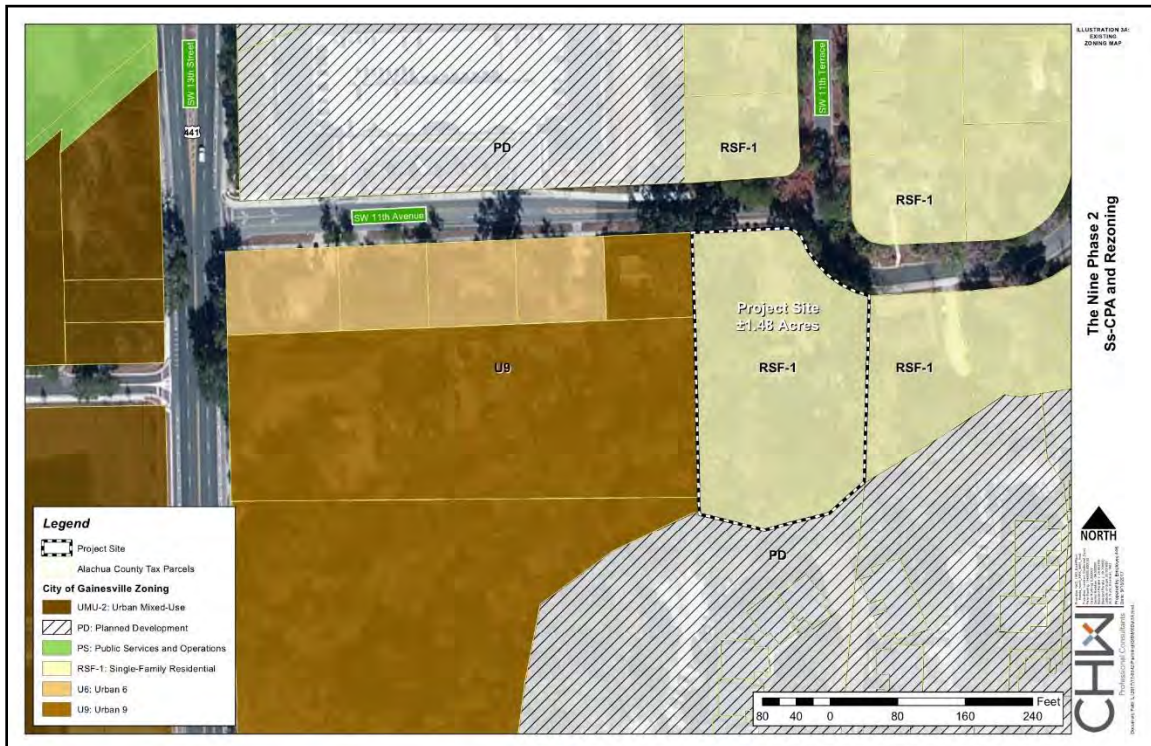 ILLUSTRATION 3A:
EXISTING
ZONING MAP
SW 13th Street
441
SW 11th Terrace
PD
RSF-1
RSF-1
SW 11th Avenue
Project Site
±1.48 Acres
RSF-1
RSF-1
U9
PD
The Nine Phase 2
Ss-CPA and Rezoning
NORTH
CHW
Professional Consultants
Legend
Project Site
Alachua County Tax Parcels
City of Gainesville Zoning
UMU-2: Urban Mixed-Use
PD: Planned Development
PS: Public Services and Operations
RSF-1: Single-Family Residential
U6: Urban 6
U9: Urban 9
Feet
80 40 0 80 160 240